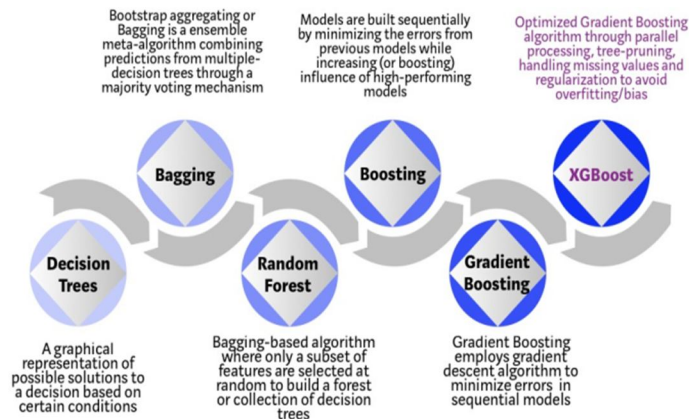 Bootstrap aggregating or
Bagging is a ensemble
meta-algorithm combining
predictions from multiple-
decision trees through a
majority voting mechanism
Models are built sequentially
by minimizing the errors from
previous models while
increasing (or boosting)
influence of high-performing
models
Optimized Gradient Boosting
algorithm through parallel
processing, tree-pruning,
handling missing values and
regularization to avoid
overfitting/bias
Bagging
Boosting
XGBoost
Decision
Trees
Random
Forest
Gradient
Boosting
A graphical
representation of
possible solutions to
a decision based on
certain conditions
Bagging-based algorithm
where only a subset of
features are selected at
random to build a forest
or collection of decision
trees
Gradient Boosting
employs gradient
descent algorithm to
minimize errors in
sequential models